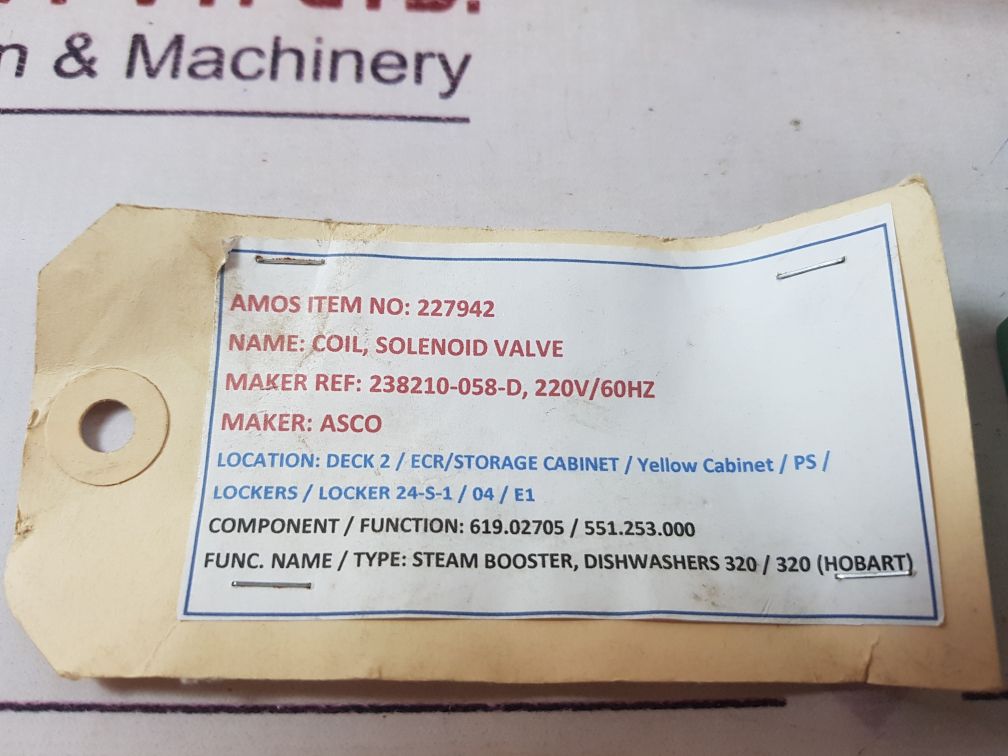 LTD.
& Machinery
AMOS ITEM NO: 227942
NAME: COIL, SOLENOID VALVE
MAKER REF: 238210-058-D, 220V/60HZ
MAKER: ASCO
LOCATION: DECK 2 / ECR/STORAGE CABINET / Yellow Cabinet / PS /
LOCKERS / LOCKER 24-S-1 / 04 / E1
COMPONENT / FUNCTION: 619.02705 / 551.253.000
FUNC. NAME / TYPE: STEAM BOOSTER, DISHWASHERS 320 / 320 (HOBART)